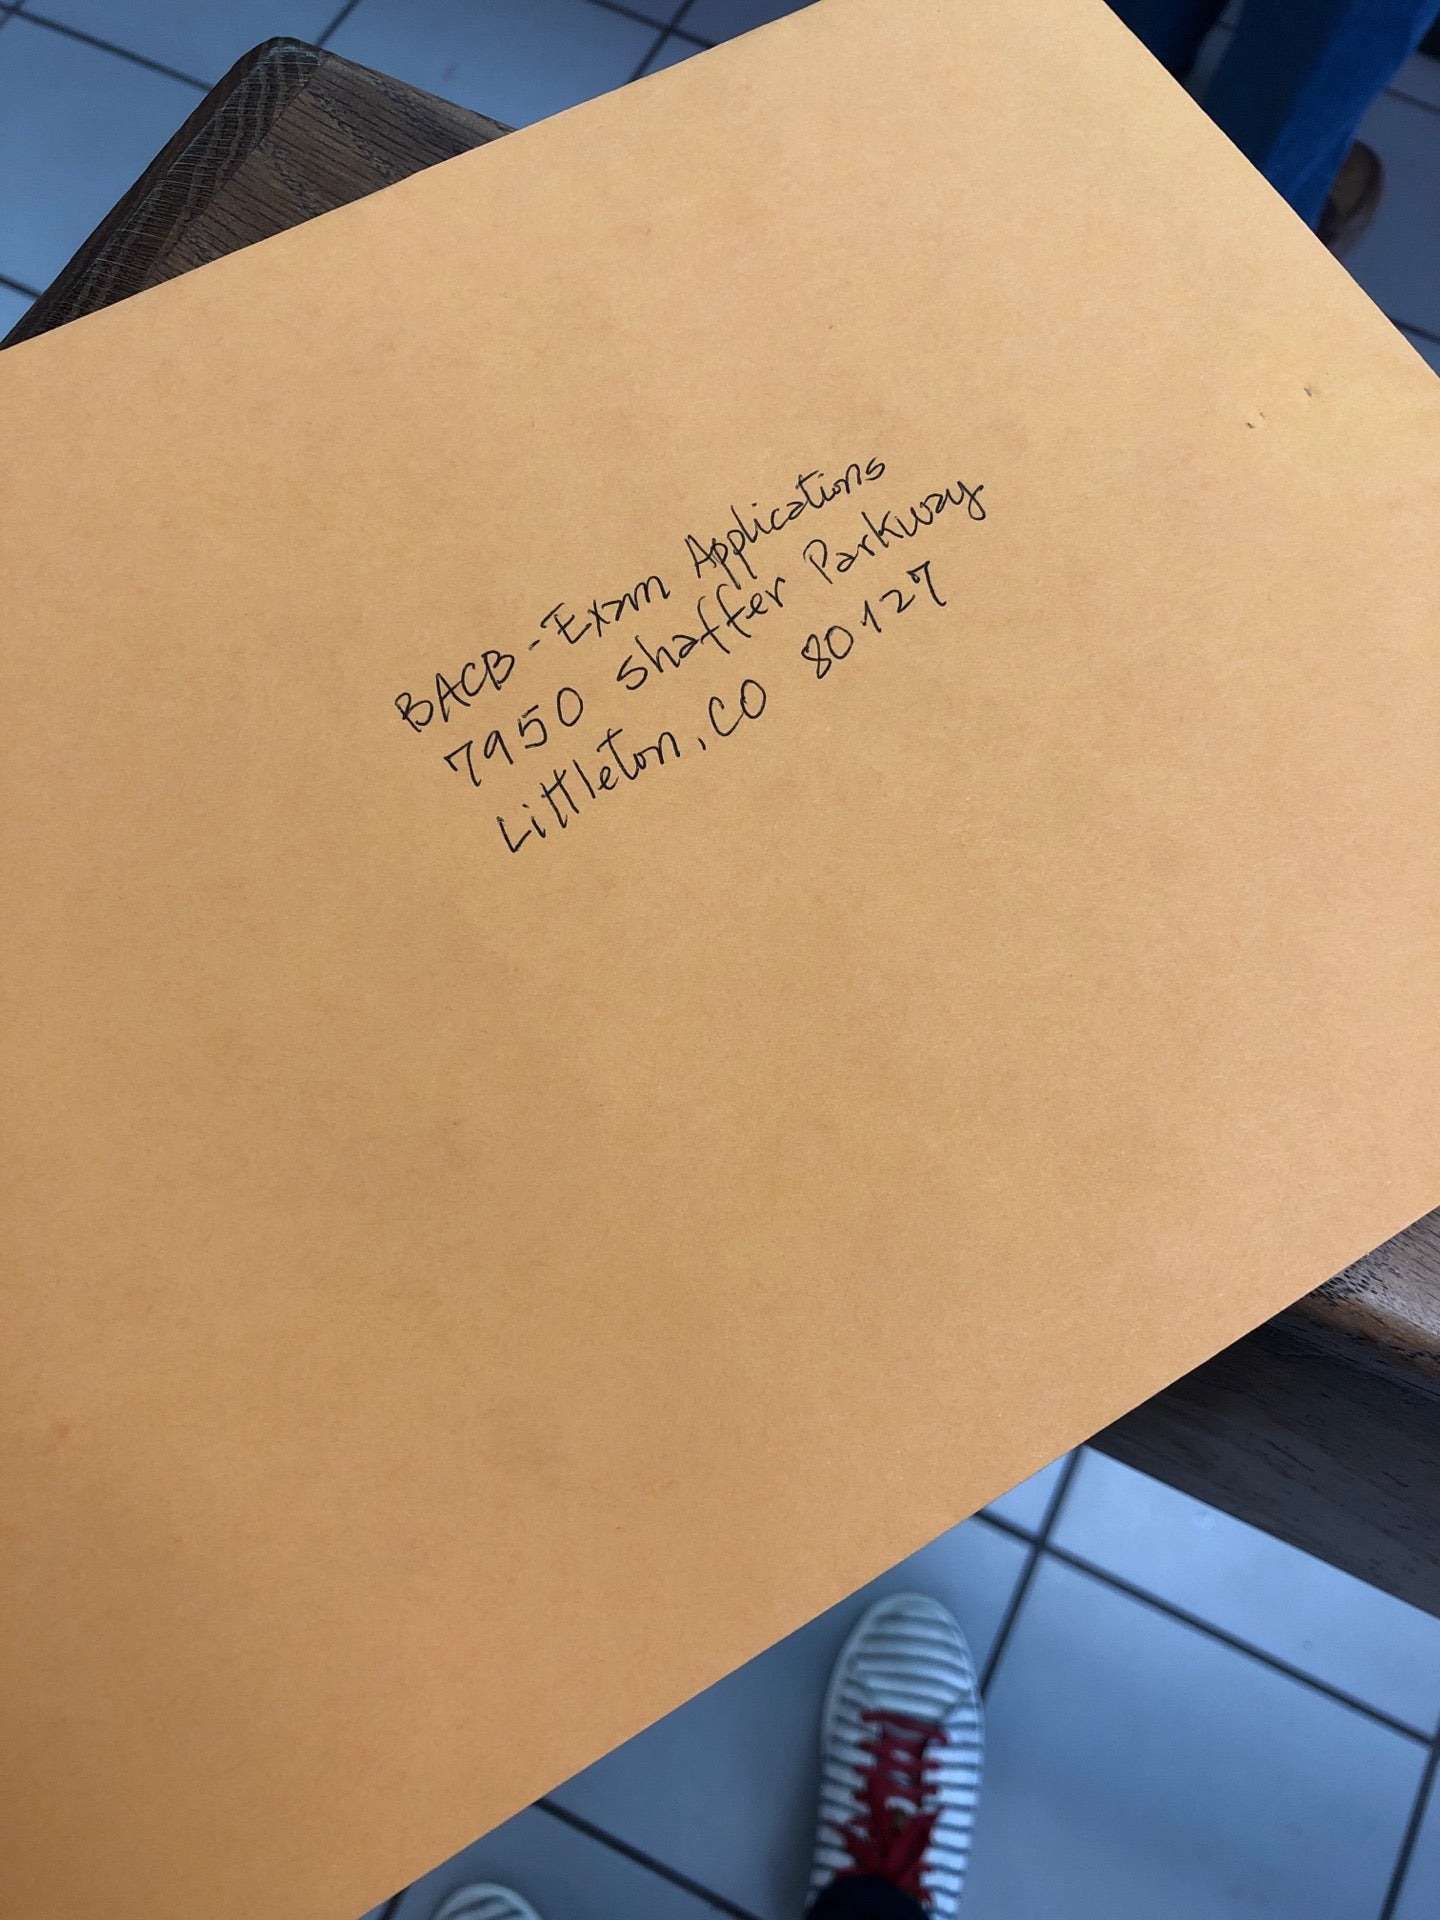 BACB - Exam Applications
7950 Shaffer Parkway
Littleton, CO 80127